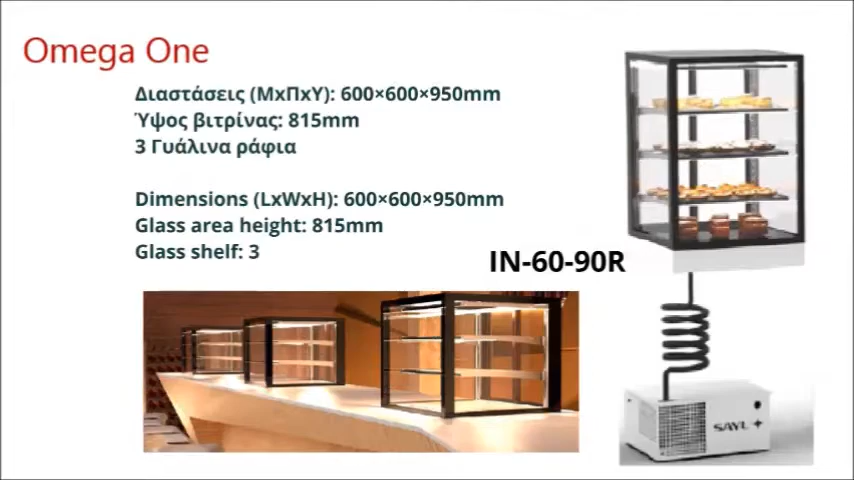 Omega One
Διαστάσεις (ΜxΠxΥ): 600×600×950mm
Ύψος βιτρίνας: 815mm
3 Γυάλινα ράφια
Dimensions (LxWxH): 600×600×950mm
Glass area height: 815mm
Glass shelf: 3
IN-60-90R
SAYL